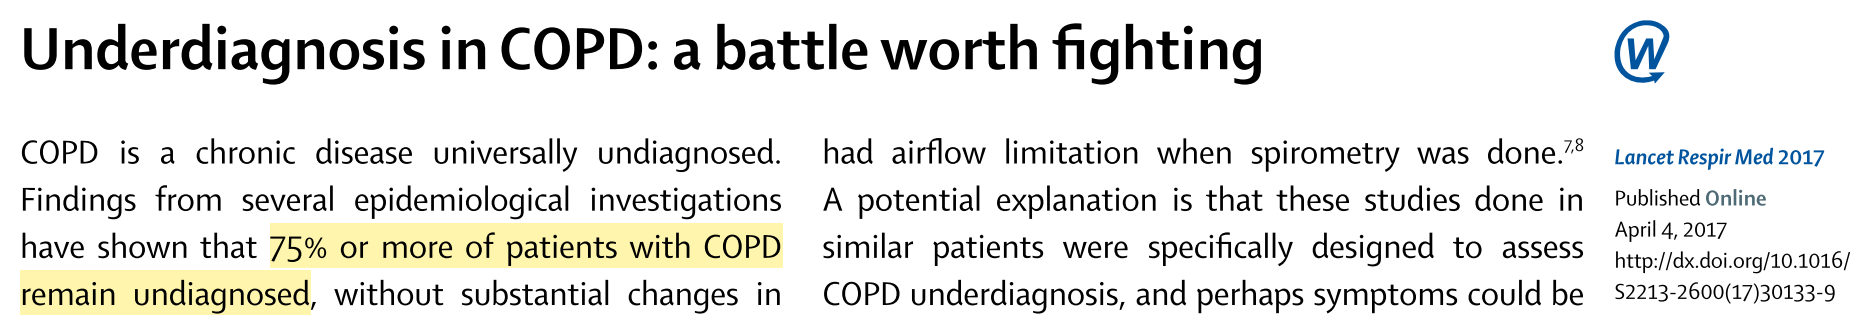 Underdiagnosis in COPD: a battle worth fighting
COPD is a chronic disease universally undiagnosed.
Findings from several epidemiological investigations
have shown that 75% or more of patients with COPD
remain undiagnosed, without substantial changes in
had airflow limitation when spirometry was done.7,8
A potential explanation is that these studies done in
similar patients were specifically designed to assess
COPD underdiagnosis, and perhaps symptoms could be
W
Lancet Respir Med 2017
Published Online
April 4, 2017
http://dx.doi.org/10.1016/
S2213-2600(17)30133-9